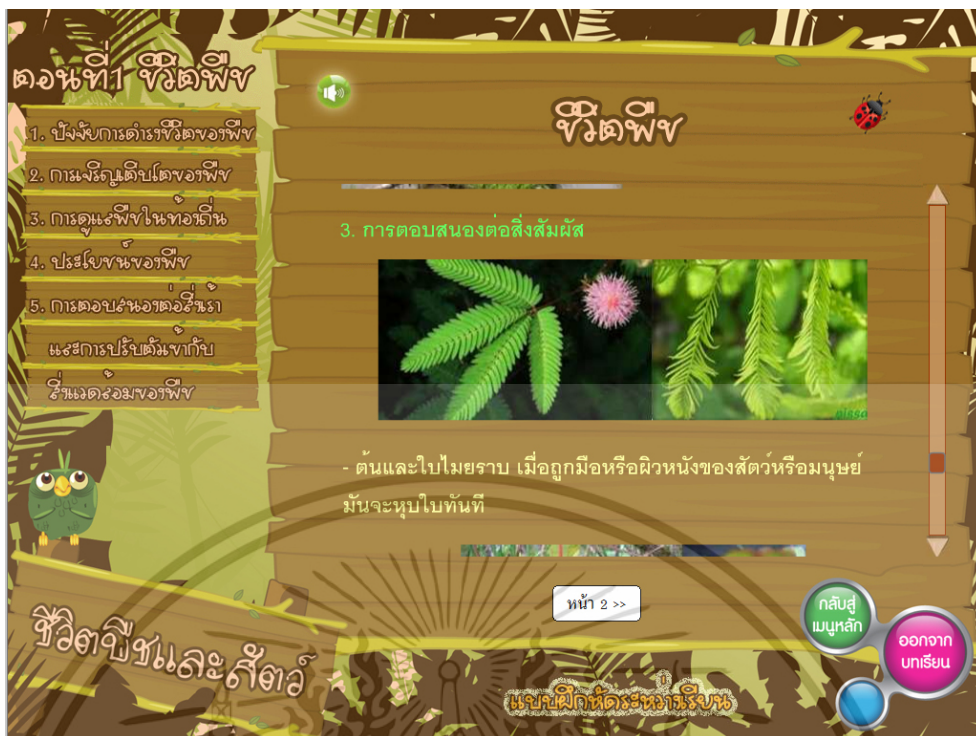 ตอนที่1 ชีวิตพืช
1. ปัจจัยการดำรงชีวิตของพืช
2. การเจริญเติบโตของพืช
3. การดูแลพืชในท้องถิ่น
4. ประโยชน์ของพืช
5. การตอบสนองต่อสิ่งเร้า
และการปรับตัวเข้ากับ
สิ่งแวดล้อมของพืช
ชีวิตพืช
3. การตอบสนองต่อสิ่งสัมผัส
nissa
- ต้นและใบไมยราบ เมื่อถูกมือหรือผิวหนังของสัตว์หรือมนุษย์
มันจะหุบใบทันที
หน้า 2 >>
กลับสู่
เมนูหลัก
ออกจาก
บทเรียน
ชีวิตพืชและสัตว์
แบบฝึกหัดระหว่างเรียน